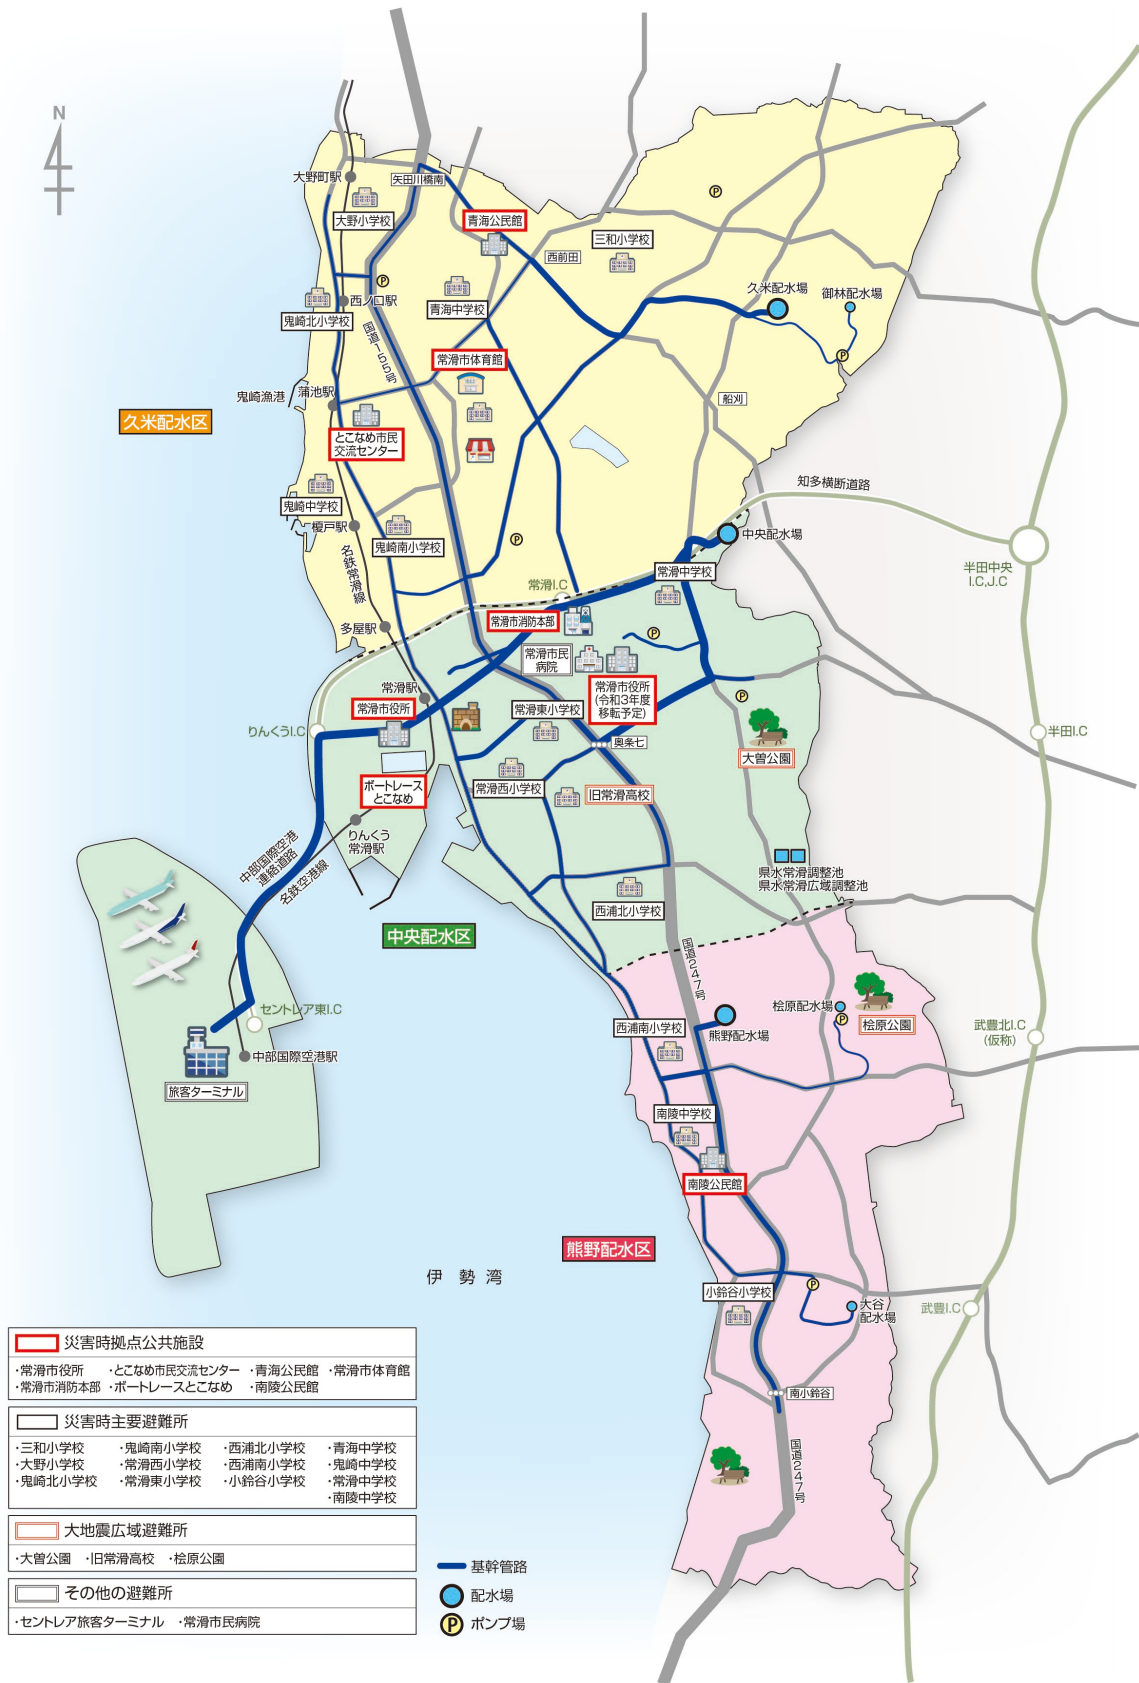 N
大野町駅
矢田川橋南
大野小学校
青海公民館
三和小学校
西前田
P
P
西ノ口駅
青海中学校
久米配水場
御林配水場
鬼崎北小学校
国道155号
常滑市体育館
P
鬼崎漁港
蒲池駅
船刈
久米配水区
とこなめ市民
交流センター
知多横断道路
鬼崎中学校
榎戸駅
鬼崎南小学校
P
中央配水場
半田中央
I.C,J.C
名鉄常滑線
常滑I.C
常滑中学校
多屋駅
常滑市消防本部
P
常滑市民
病院
常滑駅
常滑市役所
(令和3年度
移転予定)
P
常滑市役所
常滑東小学校
りんくうI.C
半田I.C
奥条七
大曽公園
ボートレース
とこなめ
常滑西小学校
旧常滑高校
りんくう
常滑駅
中部国際空港
連絡道路
名鉄空港線
県水常滑調整池
県水常滑広域調整池
西浦北小学校
中央配水区
国道247号
セントレア東I.C
桧原配水場
P
桧原公園
西浦南小学校
熊野配水場
武豊北I.C
(仮称)
中部国際空港駅
旅客ターミナル
南陵中学校
南陵公民館
熊野配水区
伊勢湾
小鈴谷小学校
P
大谷
配水場
武豊I.C
南小鈴谷
国道247号
災害時拠点公共施設
・常滑市役所 ・とこなめ市民交流センター ・青海公民館 ・常滑市体育館
・常滑市消防本部 ・ボートレースとこなめ ・南陵公民館
災害時主要避難所
・三和小学校 ・鬼崎南小学校 ・西浦北小学校 ・青海中学校
・大野小学校 ・常滑西小学校 ・西浦南小学校 ・鬼崎中学校
・鬼崎北小学校 ・常滑東小学校 ・小鈴谷小学校 ・常滑中学校
・南陵中学校
大地震広域避難所
・大曽公園 ・旧常滑高校 ・桧原公園
その他の避難所
・セントレア旅客ターミナル ・常滑市民病院
基幹管路
配水場
P ポンプ場